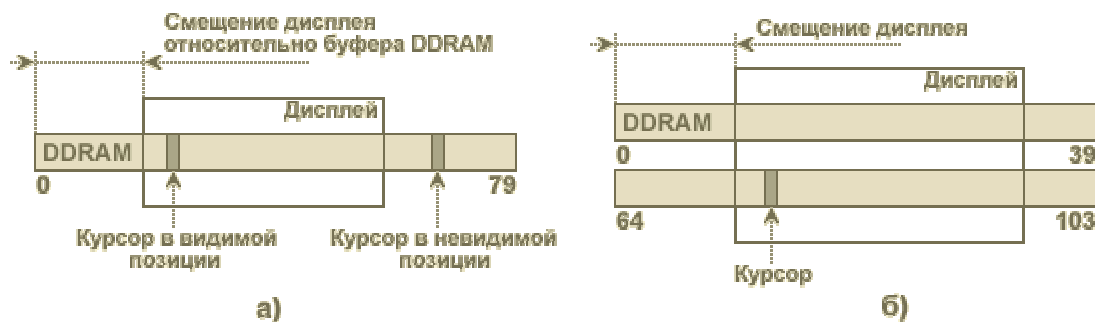 Смещение дисплея
относительно буфера DDRAM
Дисплей
DDRAM
0
79
Курсор в видимой
позиции
Курсор в невидимой
позиции
а)
Смещение дисплея
Дисплей
DDRAM
0
39
64
103
Курсор
б)